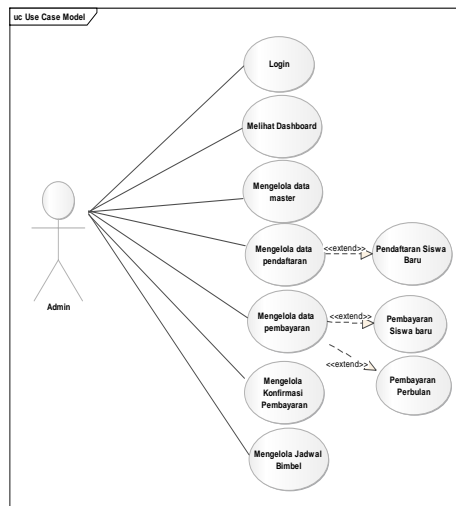 uc Use Case Model
Login
Melihat Dashboard
Mengelola data
master
Mengelola data
pendaftaran
<<extend>>
Pendaftaran Siswa
Baru
Admin
Mengelola data
pembayaran
<<extend>>
Pembayaran
Siswa baru
<<extend>>
Pembayaran
Perbulan
Mengelola
Konfirmasi
Pembayaran
Mengelola Jadwal
Bimbel